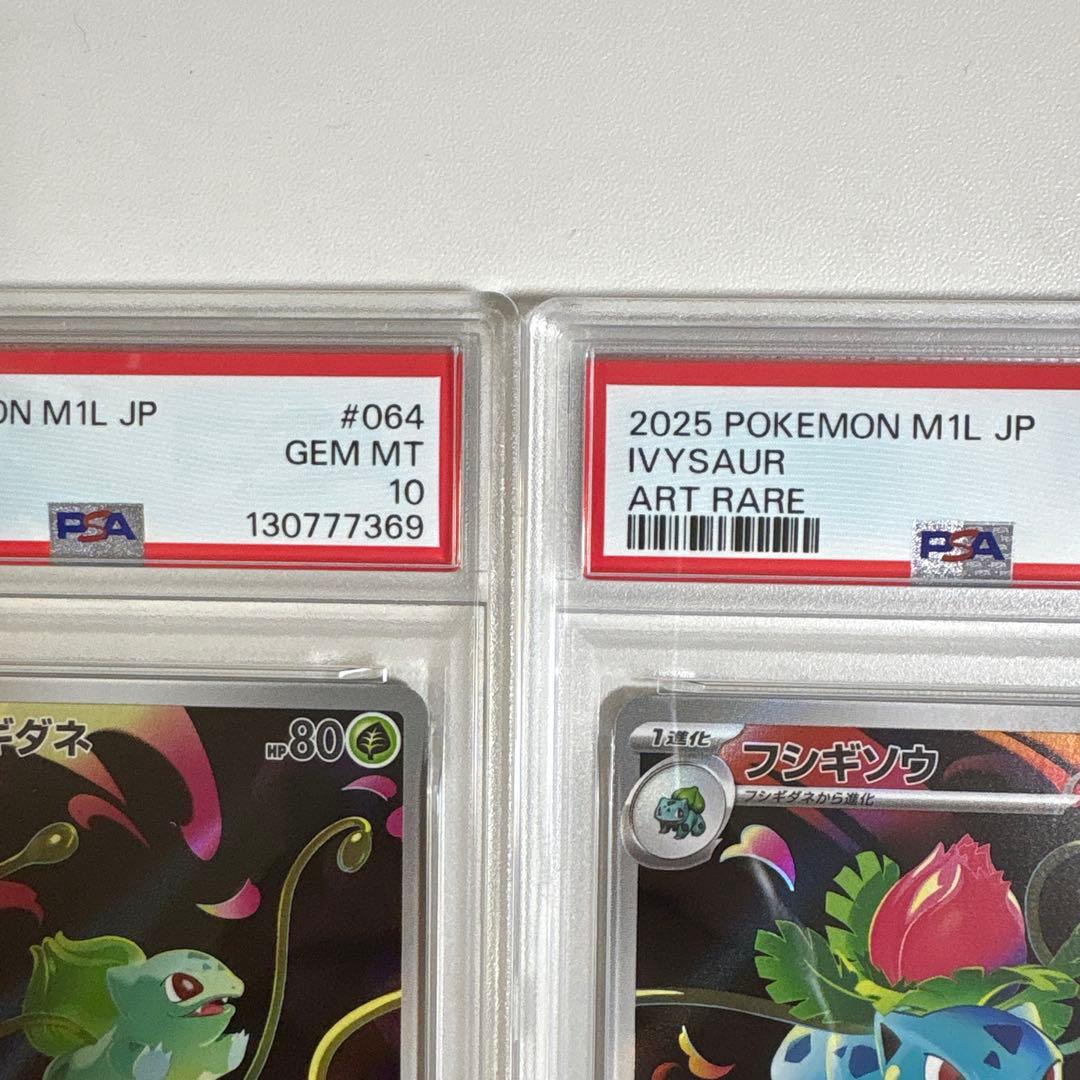 ON M1L JP #064
GEM MT
10
130777369
PSA
2025 POKEMON M1L JP
IVYSAUR
ART RARE
PSA
ギダネ HP80
1進化
フシギソウ
フシギダネから進化